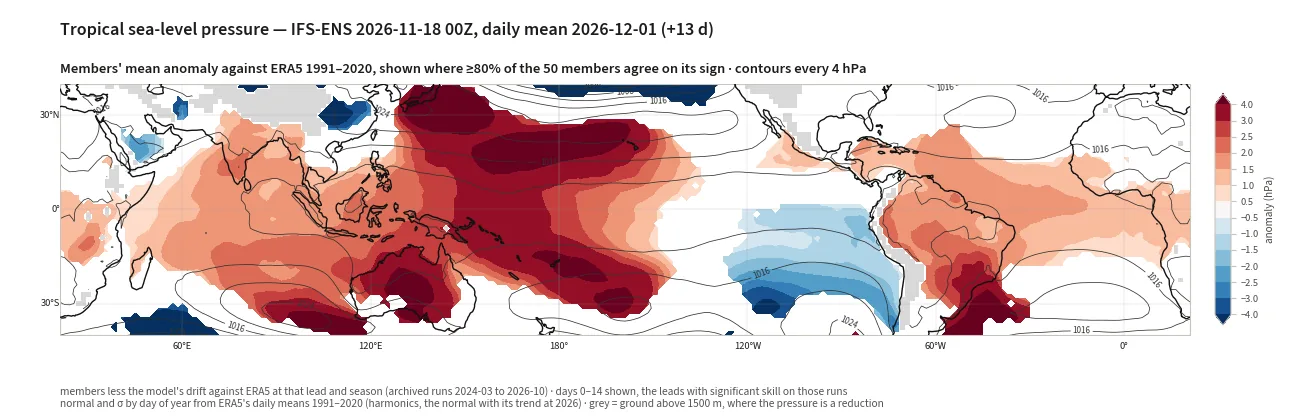 Tropical sea-level pressure — IFS-ENS 2026-11-18 00Z, daily mean 2026-12-01 (+13 d)
Members' mean anomaly against ERA5 1991–2020, shown where ≥80% of the 50 members agree on its sign · contours every 4 hPa
30°N
0°
30°S
60°E
120°E
180°
120°W
60°W
0°
1024
1016
1016
1016
1016
1016
1016
1016
1024
1016
1016
4.0
3.0
2.5
2.0
1.5
1.0
0.5
−0.5
−1.0
−1.5
−2.0
−2.5
−3.0
−4.0
anomaly (hPa)
members less the model's drift against ERA5 at that lead and season (archived runs 2024-03 to 2026-10) · days 0–14 shown, the leads with significant skill on those runs
normal and σ by day of year from ERA5's daily means 1991–2020 (harmonics, the normal with its trend at 2026) · grey = ground above 1500 m, where the pressure is a reduction